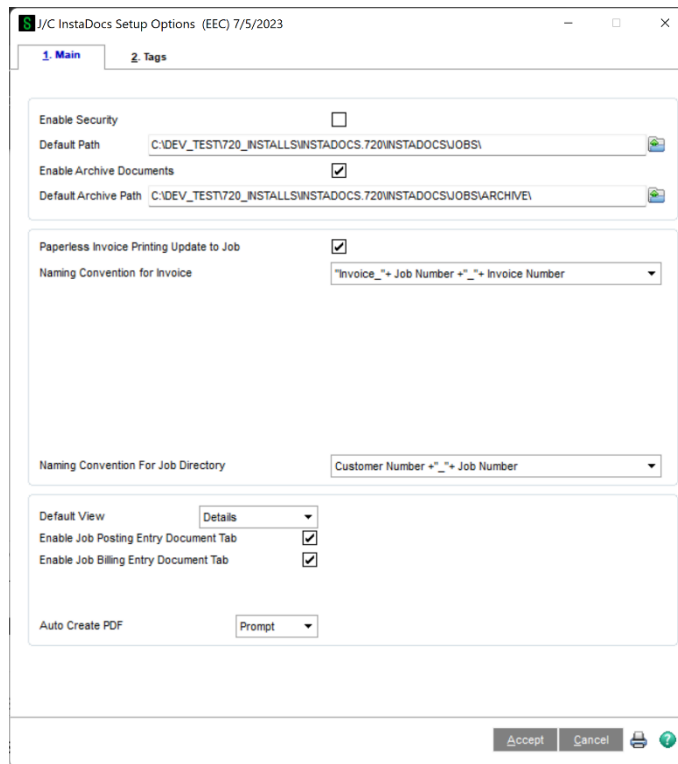 S J/C InstaDocs Setup Options (EEC) 7/5/2023
1. Main 2. Tags
Enable Security
Default Path C:\DEV_TEST\720_INSTALLS\INSTADOCS.720\INSTADOCS\JOBS\
Enable Archive Documents
Default Archive Path C:\DEV_TEST\720_INSTALLS\INSTADOCS.720\INSTADOCS\JOBS\ARCHIVE\
Paperless Invoice Printing Update to Job
Naming Convention for Invoice "Invoice_"+ Job Number +"_"+ Invoice Number
Naming Convention For Job Directory Customer Number +"_"+ Job Number
Default View Details
Enable Job Posting Entry Document Tab
Enable Job Billing Entry Document Tab
Auto Create PDF Prompt
Accept Cancel ?